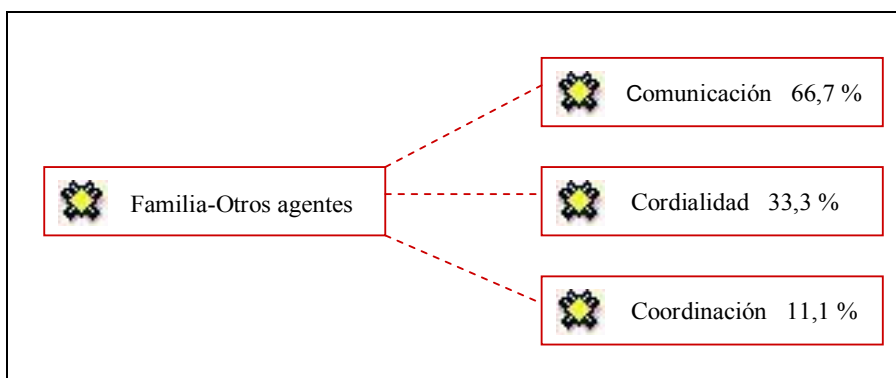 Comunicación 66,7 %
Familia-Otros agentes
Cordialidad 33,3 %
Coordinación 11,1 %